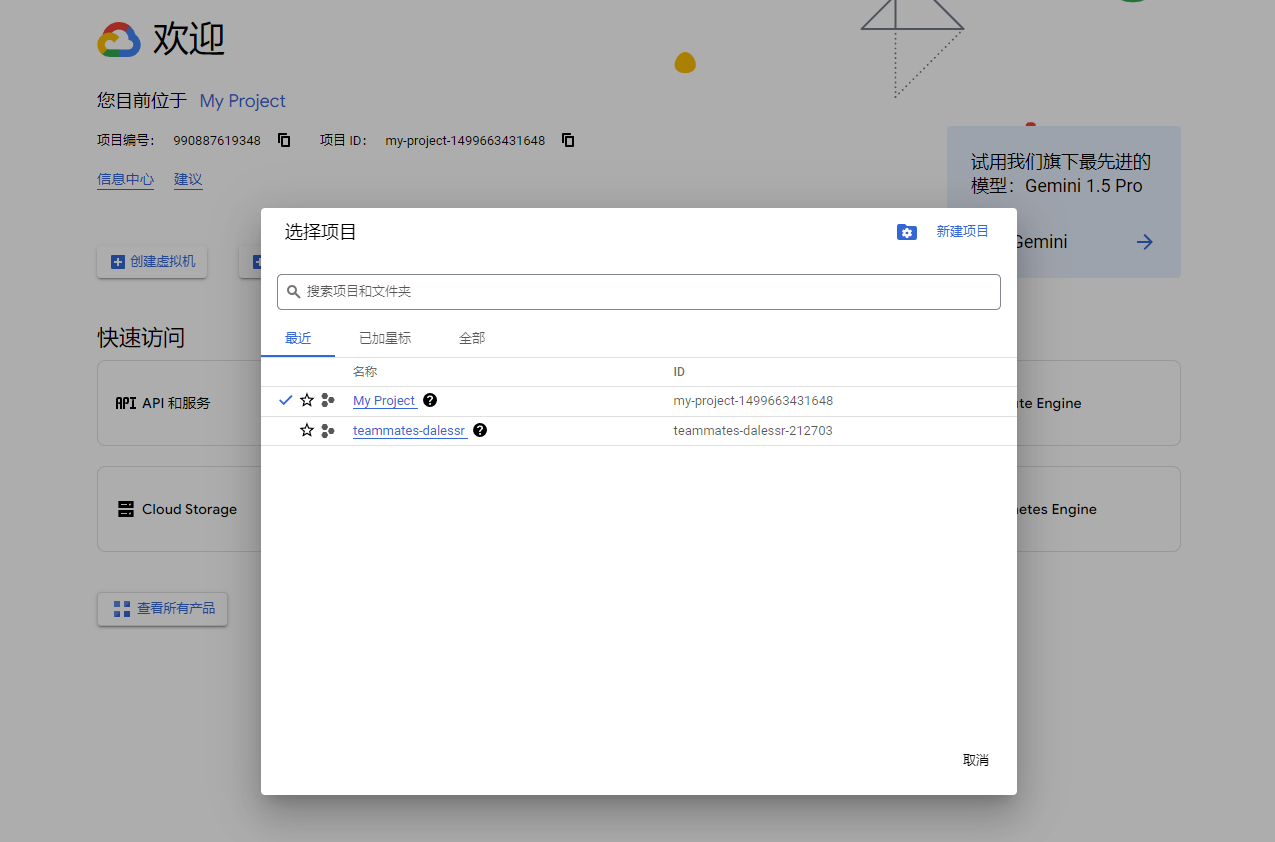 欢迎
您目前位于 My Project
项目编号： 990887619348 项目 ID： my-project-1499663431648
信息中心 建议
试用我们旗下最先进的
模型：Gemini 1.5 Pro
Gemini
创建虚拟机
快速访问
API API 和服务
Engine
Cloud Storage
Engine
查看所有产品
选择项目 新建项目
搜索项目和文件夹
最近 已加星标 全部
名称 ID
My Project my-project-1499663431648
teammates-dalessr teammates-dalessr-212703
取消